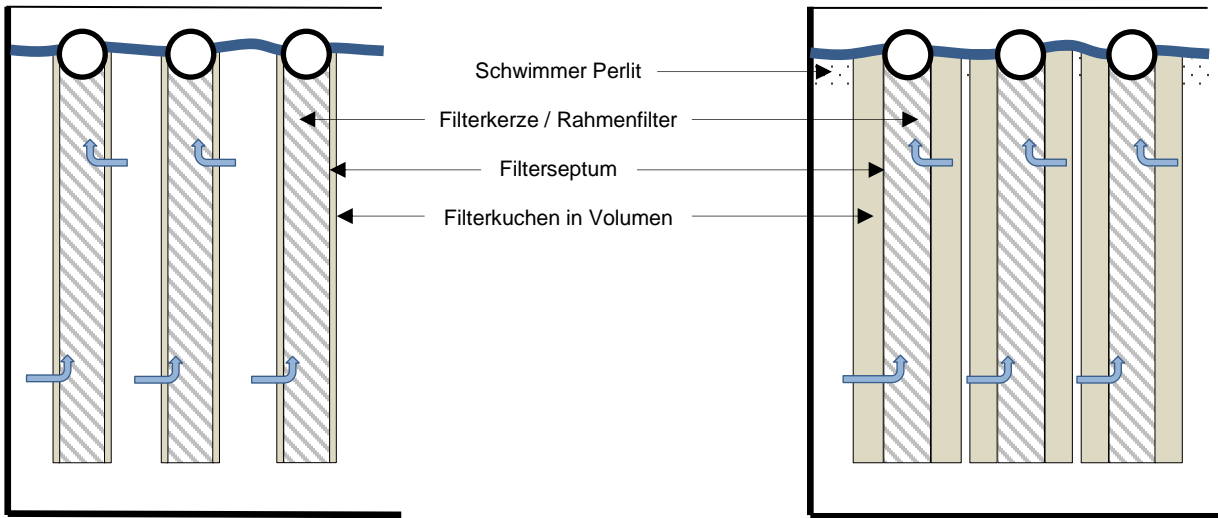 Schwimmer Perlit
Filterkerze / Rahmenfilter
Filterseptum
Filterkuchen in Volumen